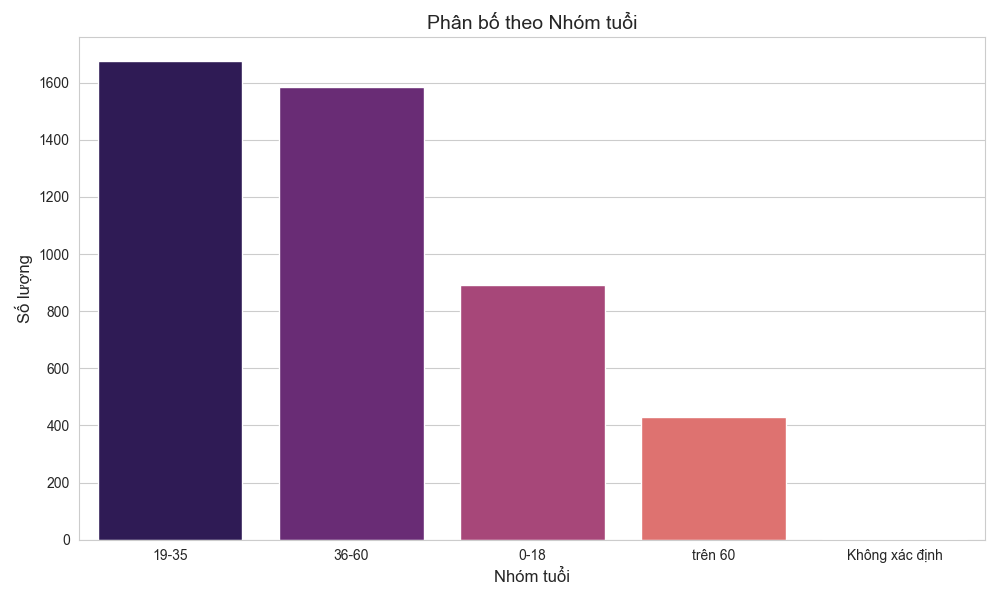 Phân bố theo Nhóm tuổi
Số lượng
1600
1400
1200
1000
800
600
400
200
0
19-35
36-60
0-18
trên 60
Không xác định
Nhóm tuổi